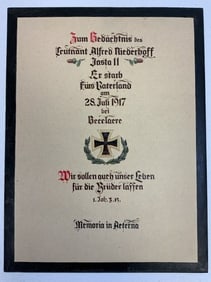 Zum Gedächtnis des
Leutnant Alfred Niederhoff
Jasta 11
Er starb
fürs Vaterland
am
28. Juli 1917
bei
Becelaere
Wir sollen auch unser Leben
für die Brüder lassen
1. Joh. 3. 16.
Memoria in Aeterna